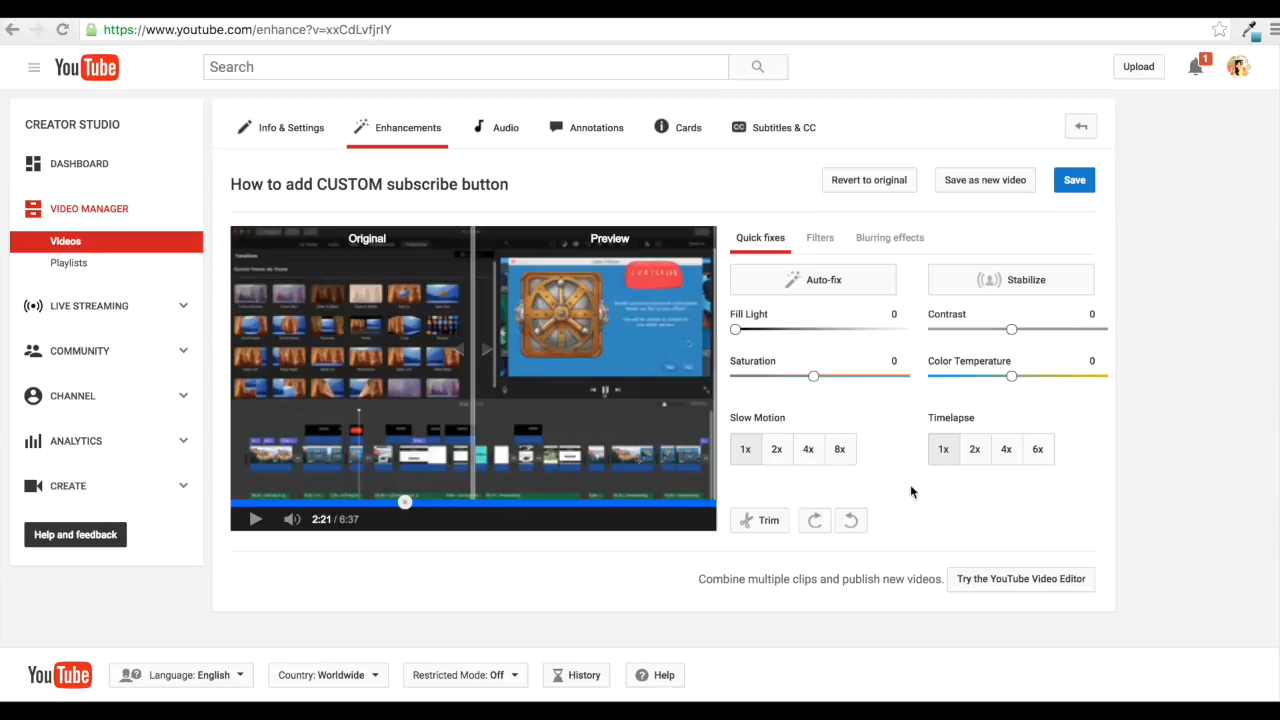 https://www.youtube.com/enhance?v=xxCdLvfjrIY
YouTube
Search
Upload
1
CREATOR STUDIO
DASHBOARD
VIDEO MANAGER
Videos
Playlists
LIVE STREAMING
COMMUNITY
CHANNEL
ANALYTICS
CREATE
Help and feedback
Info & Settings
Enhancements
Audio
Annotations
Cards
CC Subtitles & CC
How to add CUSTOM subscribe button
Revert to original
Save as new video
Save
Original
Preview
SUBSCRIBE
2:21 / 6:37
Quick fixes
Filters
Blurring effects
Auto-fix
Stabilize
Fill Light 0
Contrast 0
Saturation 0
Color Temperature 0
Slow Motion
Timelapse
1x 2x 4x 8x
1x 2x 4x 6x
Trim
Combine multiple clips and publish new videos.
Try the YouTube Video Editor
YouTube
Language: English
Country: Worldwide
Restricted Mode: Off
History
Help